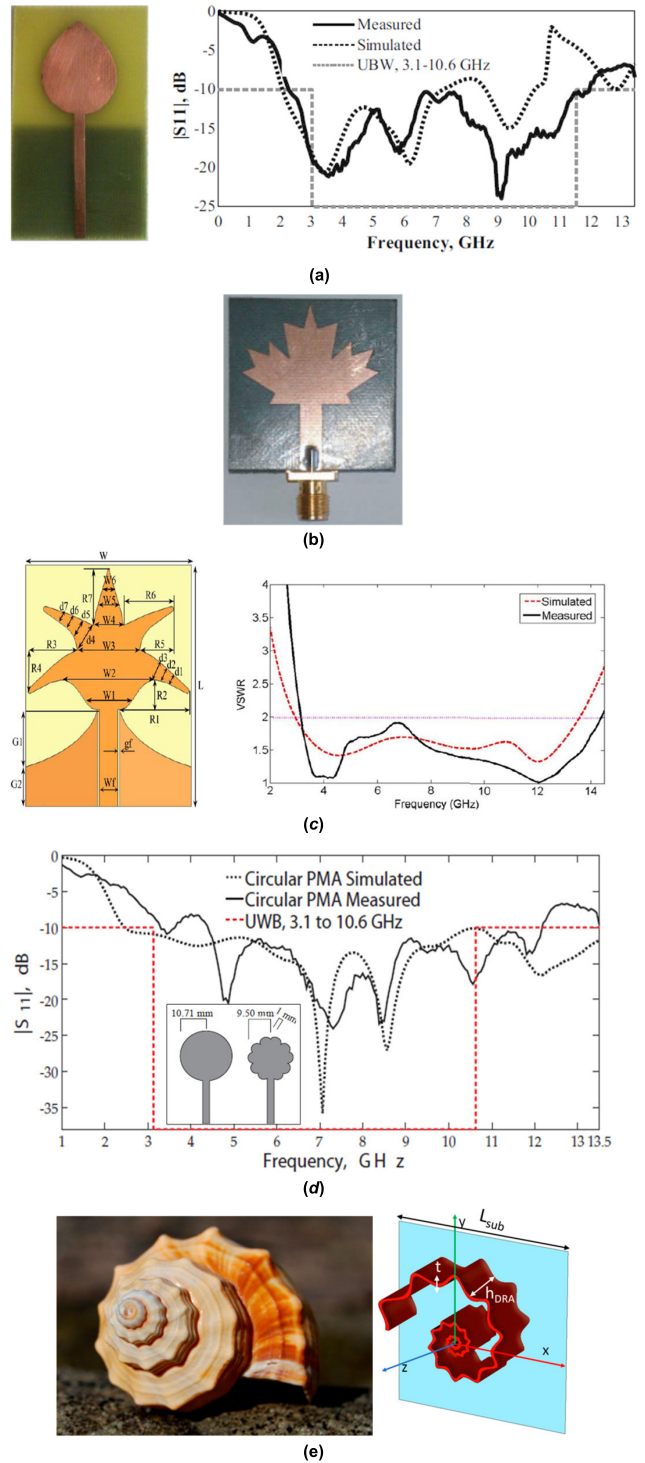 0
-5
-10
-15
-20
-25
|S11|, dB
Measured
Simulated
UBW, 3.1-10.6 GHz
0 1 2 3 4 5 6 7 8 9 10 11 12 13
Frequency, GHz
(a)
(b)
W
W6
R7
W5
R6
d7
d6
d5
W4
d4
R3
W3
R5
d3
R4
d2
W2
d1
L
W1
R2
R1
G1
gf
G2
Wf
4
3.5
3
2.5
2
1.5
1
VSWR
Simulated
Measured
2 4 6 8 10 12 14
Frequency (GHz)
(c)
0
-5
-10
-15
-20
-25
-30
-35
|S 11|, dB
Circular PMA Simulated
Circular PMA Measured
UWB, 3.1 to 10.6 GHz
10.71 mm
9.50 mm
1 mm
1 2 3 4 5 6 7 8 9 10 11 12 13 13.5
Frequency, GH z
(d)
Lsub
y
t
hDRA
x
z
(e)